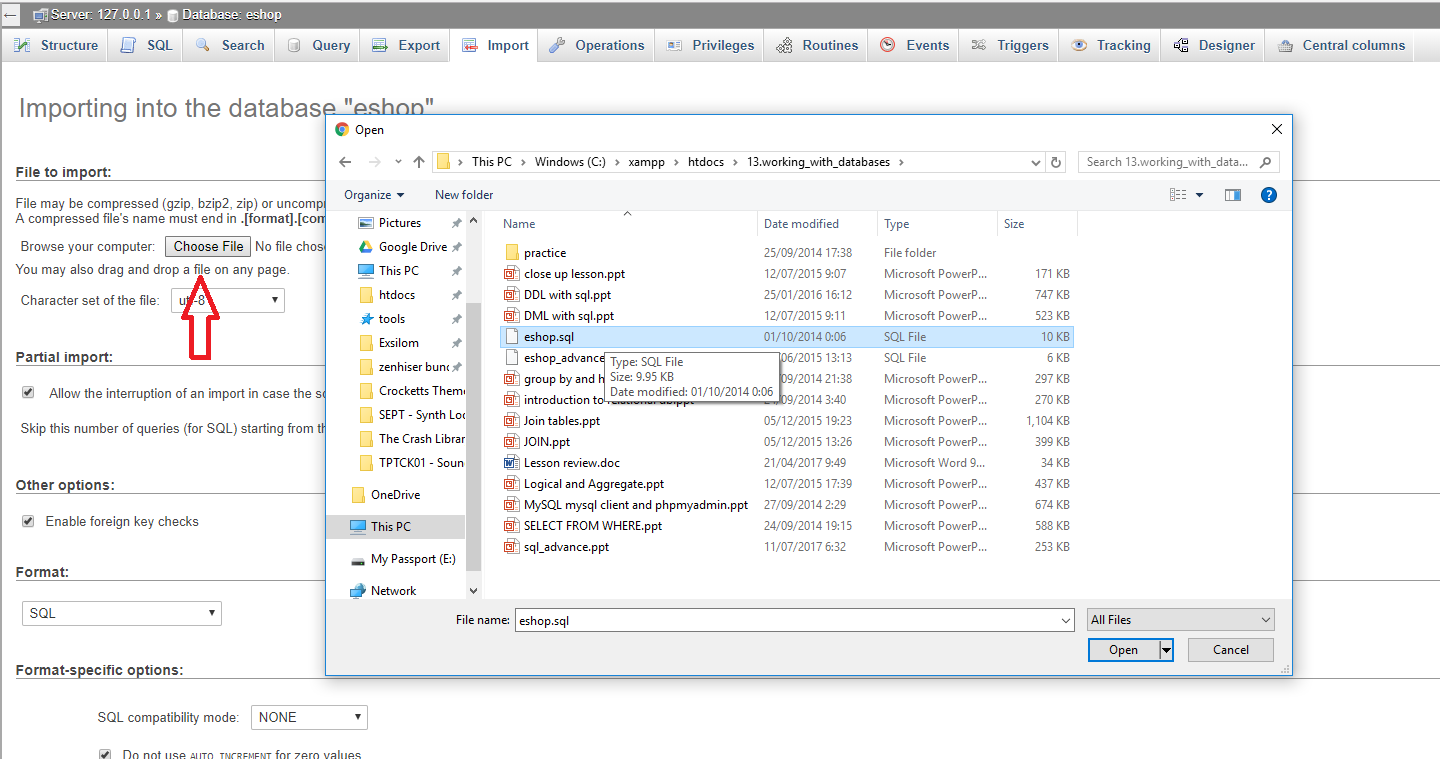 Server: 127.0.0.1 » Database: eshop
Structure SQL Search Query Export Import Operations Privileges Routines Events Triggers Tracking Designer Central columns
Importing into the database "eshop"
File to import:
File may be compressed (gzip, bzip2, zip) or uncomp
A compressed file's name must end in .[format].[com
Browse your computer: Choose File No file chose
You may also drag and drop a file on any page.
Character set of the file: utf-8
Partial import:
Allow the interruption of an import in case the sc
Skip this number of queries (for SQL) starting from th
Other options:
Enable foreign key checks
Format:
SQL
Format-specific options:
SQL compatibility mode: NONE
Do not use AUTO_INCREMENT for zero values
Open
This PC > Windows (C:) > xampp > htdocs > 13.working_with_databases >
Search 13.working_with_data...
Organize New folder
Pictures
Google Drive
This PC
htdocs
tools
Exsilom
zenhiser bunc
Crocketts Theme
SEPT - Synth Loo
The Crash Librar
TPTCK01 - Soun
OneDrive
This PC
My Passport (E:)
Network
Name Date modified Type Size
practice 25/09/2014 17:38 File folder
close up lesson.ppt 12/07/2015 9:07 Microsoft PowerP... 171 KB
DDL with sql.ppt 25/01/2016 16:12 Microsoft PowerP... 747 KB
DML with sql.ppt 12/07/2015 9:11 Microsoft PowerP... 523 KB
eshop.sql 01/10/2014 0:06 SQL File 10 KB
eshop_advance /06/2015 13:13 SQL File 6 KB
group by and h /09/2014 21:38 Microsoft PowerP... 297 KB
introduction to relational db.ppt 24/09/2014 3:40 Microsoft PowerP... 270 KB
Join tables.ppt 05/12/2015 19:23 Microsoft PowerP... 1,104 KB
JOIN.ppt 05/12/2015 13:26 Microsoft PowerP... 399 KB
Lesson review.doc 21/04/2017 9:49 Microsoft Word 9... 34 KB
Logical and Aggregate.ppt 12/07/2015 17:39 Microsoft PowerP... 437 KB
MySQL mysql client and phpmyadmin.ppt 27/09/2014 2:29 Microsoft PowerP... 674 KB
SELECT FROM WHERE.ppt 24/09/2014 19:15 Microsoft PowerP... 588 KB
sql_advance.ppt 11/07/2017 6:32 Microsoft PowerP... 253 KB
Type: SQL File
Size: 9.95 KB
Date modified: 01/10/2014 0:06
File name: eshop.sql All Files
Open Cancel